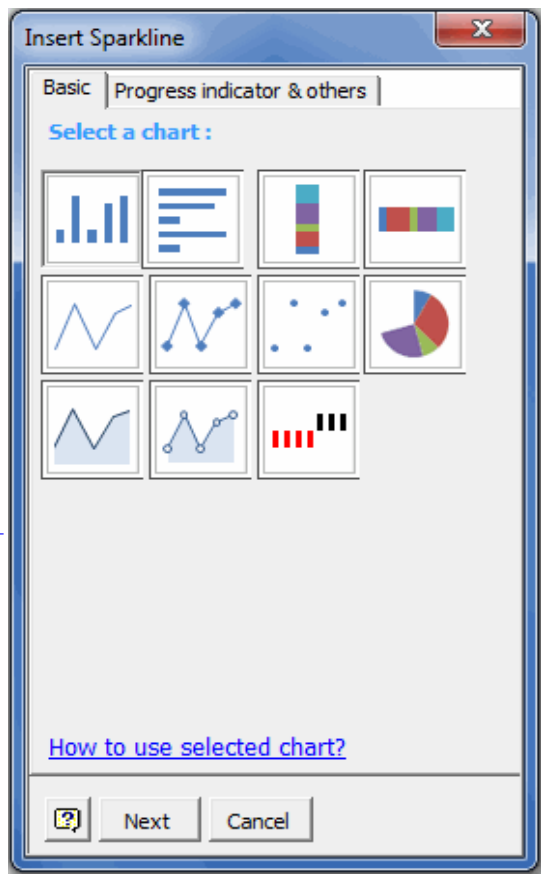 Insert Sparkline
Basic Progress indicator & others
Select a chart :
How to use selected chart?
Next Cancel